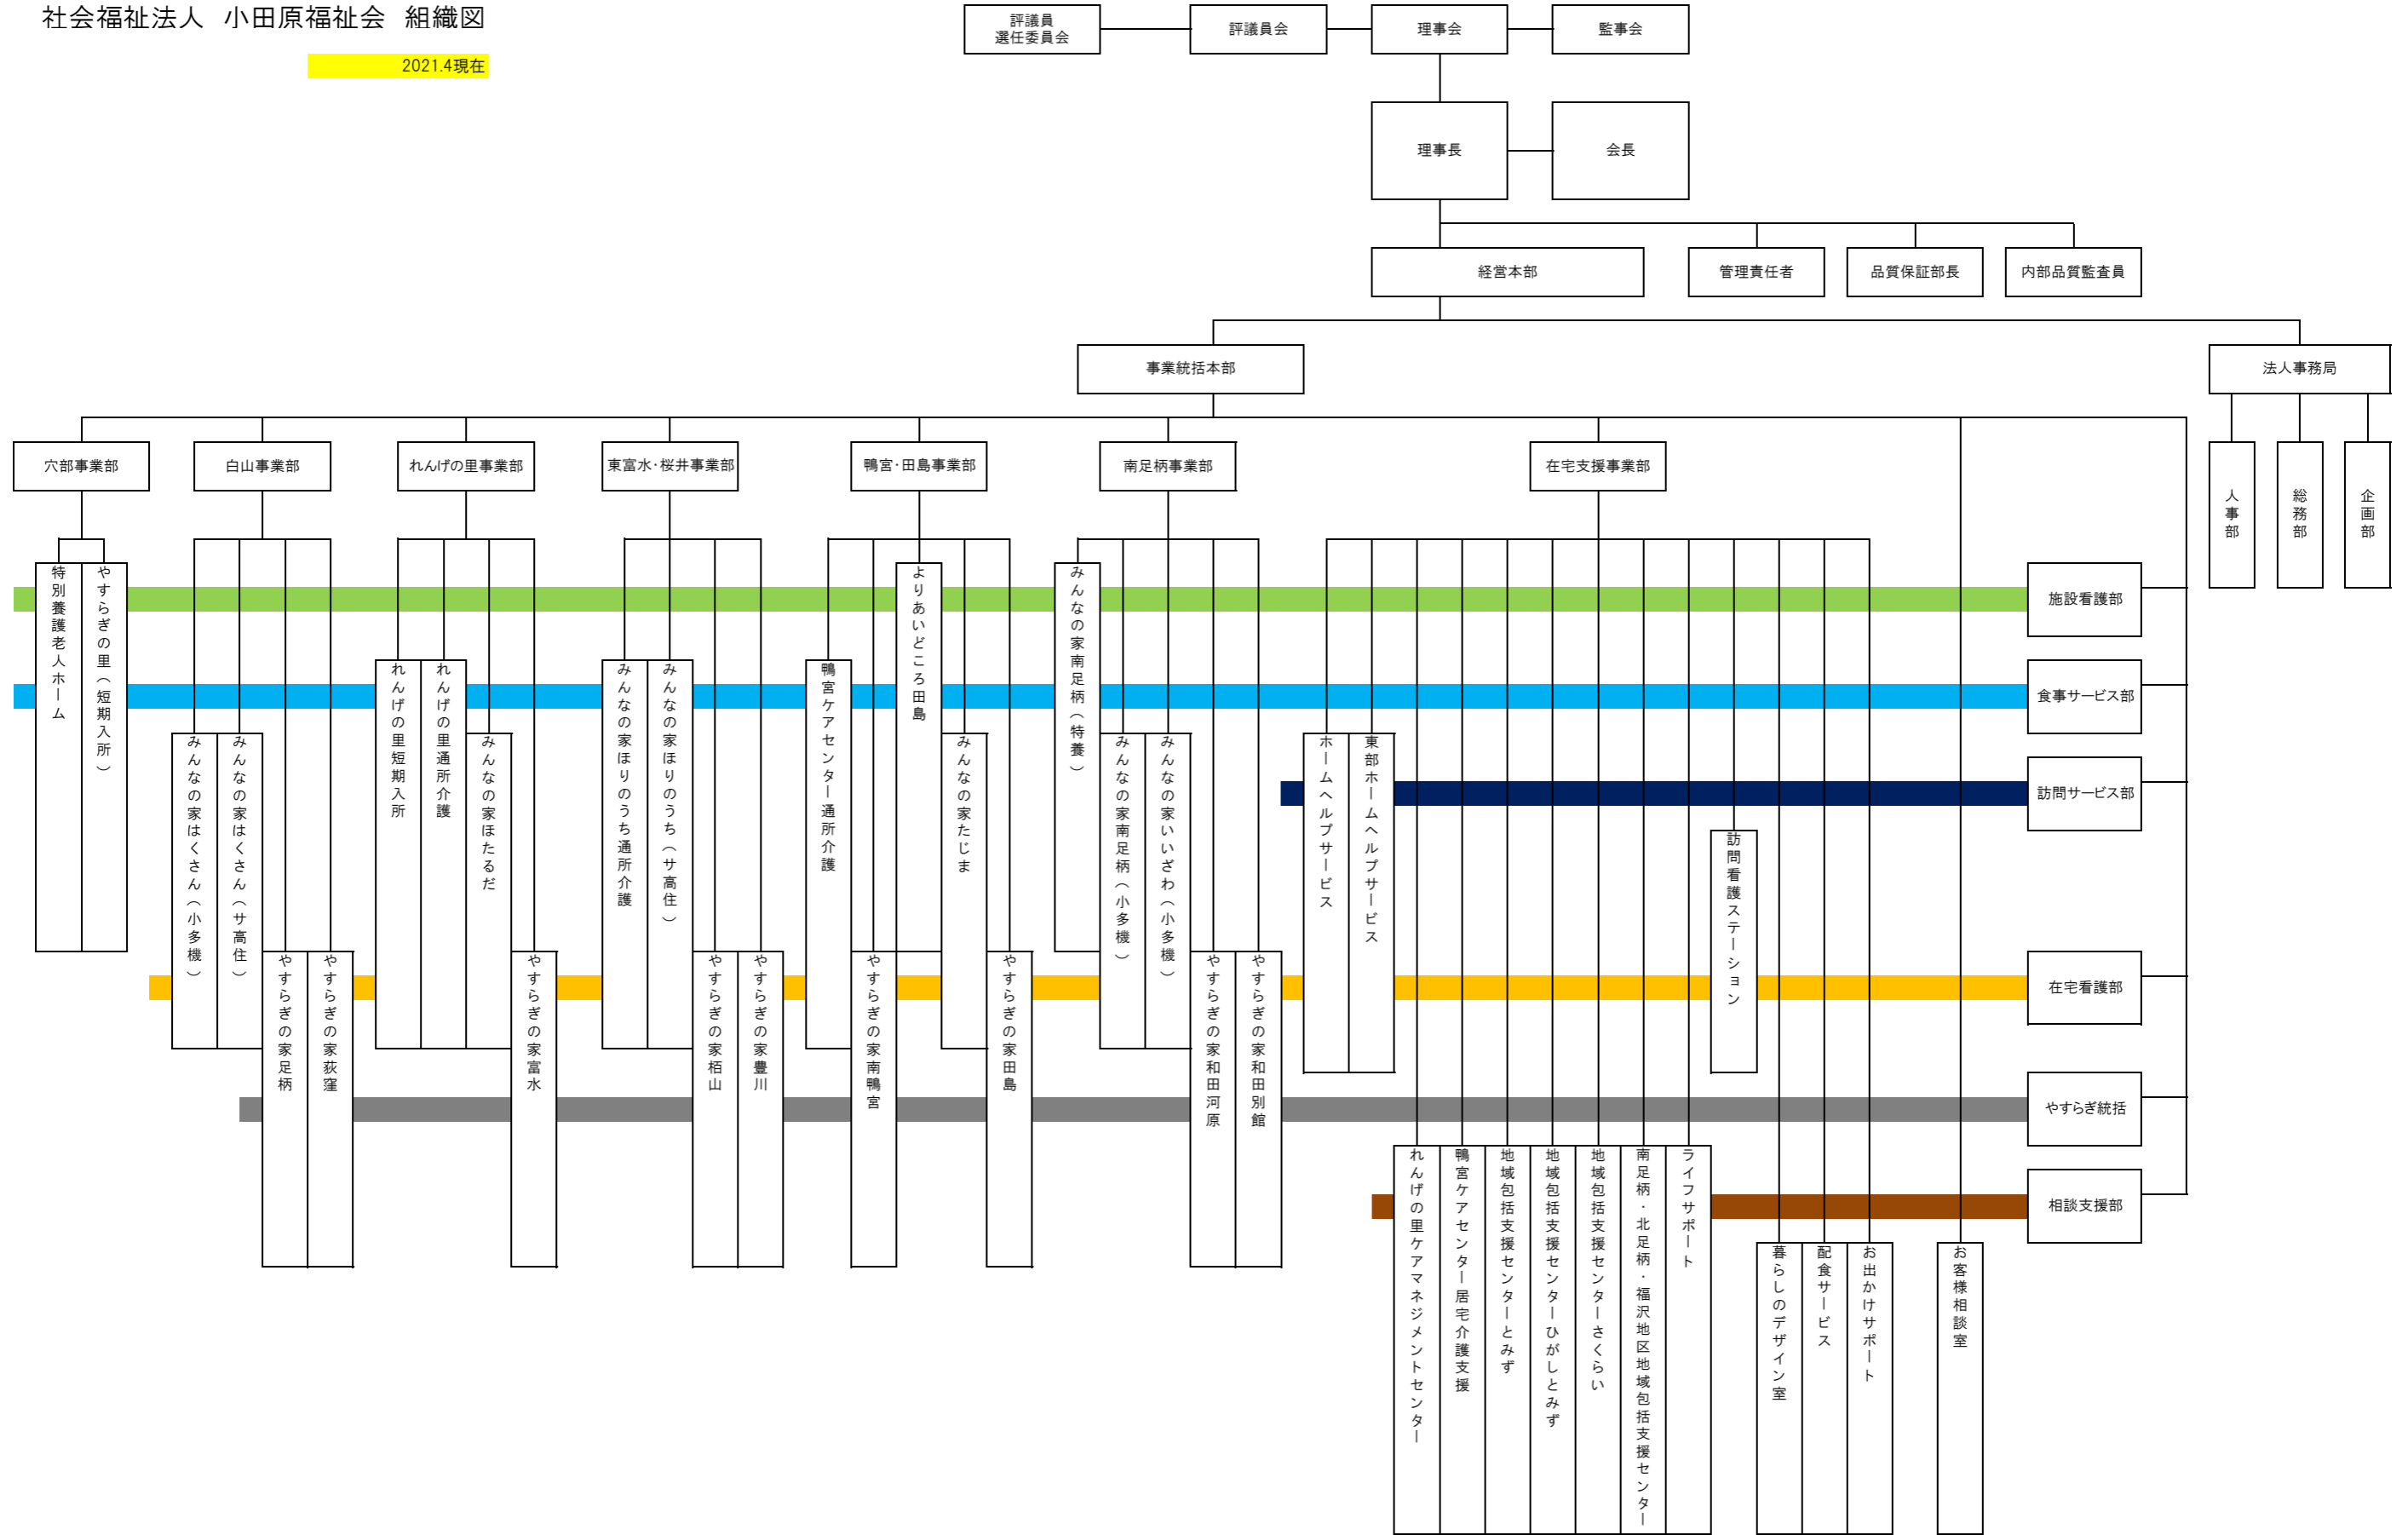 社会福祉法人　小田原福祉会　組織図
2021.4現在
評議員
選任委員会
評議員会
理事会
監事会
理事長
会長
経営本部
管理責任者
品質保証部長
内部品質監査員
事業統括本部
法人事務局
穴部事業部
白山事業部
れんげの里事業部
東富水・桜井事業部
鴨宮・田島事業部
南足柄事業部
在宅支援事業部
人事部
総務部
企画部
特別養護老人ホーム
やすらぎの里（短期入所）
みんなの家はくさん（小多機）
みんなの家はくさん（サ高住）
やすらぎの家足柄
やすらぎの家荻窪
れんげの里短期入所
れんげの里通所介護
みんなの家ほたるだ
やすらぎの家富水
みんなの家ほりのうち通所介護
みんなの家ほりのうち（サ高住）
やすらぎの家栢山
やすらぎの家豊川
鴨宮ケアセンター通所介護
やすらぎの家南鴨宮
よりあいどころ田島
みんなの家たじま
やすらぎの家田島
みんなの家南足柄（特養）
みんなの家南足柄（小多機）
みんなの家いいざわ（小多機）
やすらぎの家和田河原
やすらぎの家和田別館
ホームヘルプサービス
東部ホームヘルプサービス
れんげの里ケアマネジメントセンター
鴨宮ケアセンター居宅介護支援
地域包括支援センターとみず
地域包括支援センターひがしとみず
地域包括支援センターさくらい
南足柄・北足柄・福沢地区地域包括支援センター
ライフサポート
訪問看護ステーション
暮らしのデザイン室
配食サービス
お出かけサポート
お客様相談室
施設看護部
食事サービス部
訪問サービス部
在宅看護部
やすらぎ統括
相談支援部